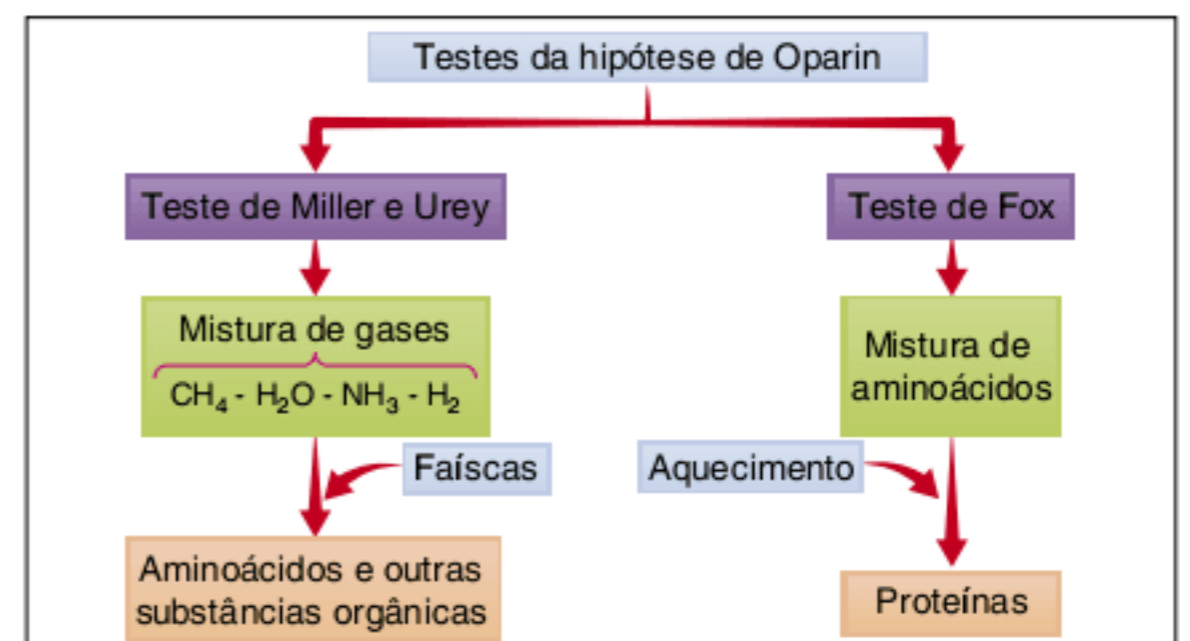 Testes da hipótese de Oparin
Teste de Miller e Urey
Teste de Fox
Mistura de gases
CH₄ - H₂O - NH₃ - H₂
Mistura de
aminoácidos
Faíscas
Aquecimento
Aminoácidos e outras
substâncias orgânicas
Proteínas